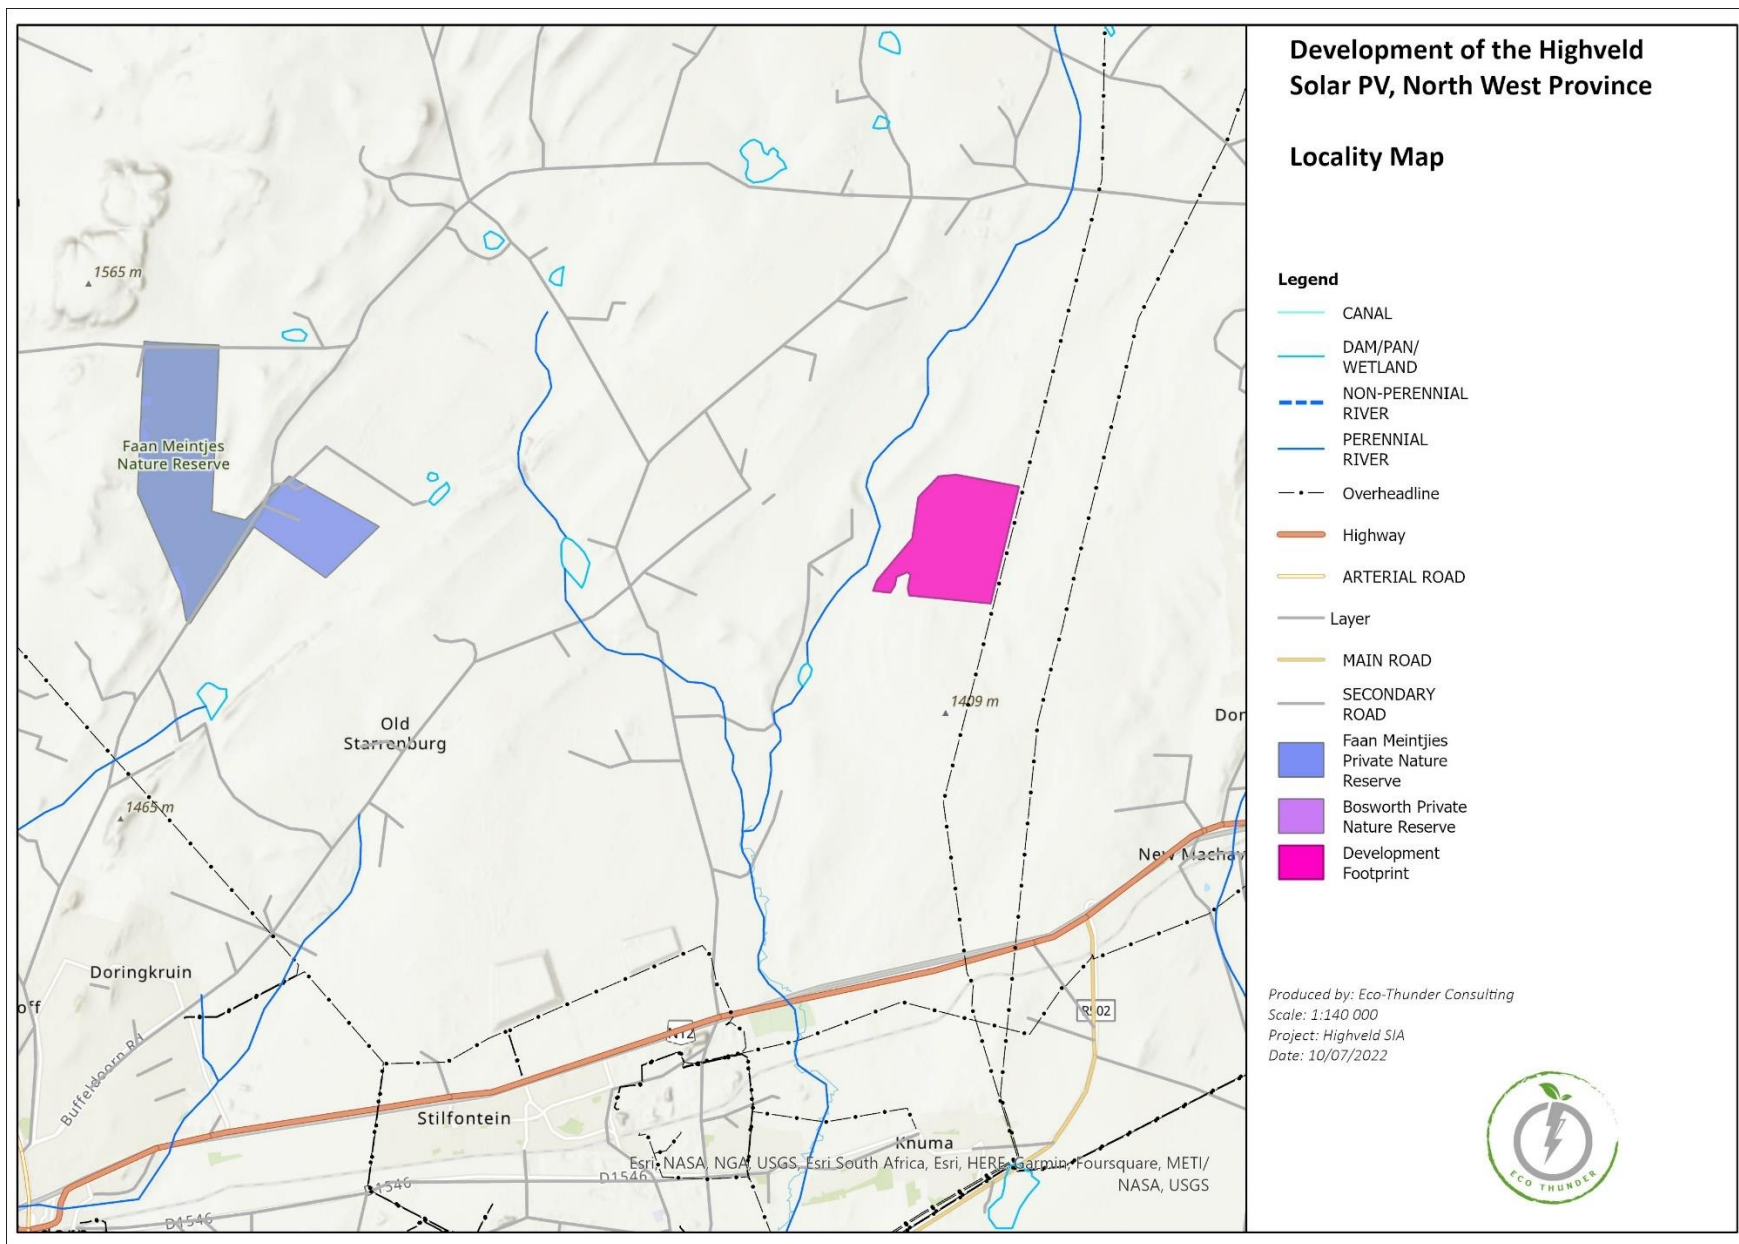 Development of the Highveld
Solar PV, North West Province
Locality Map
Legend
CANAL
DAM/PAN/
WETLAND
NON-PERENNIAL
RIVER
PERENNIAL
RIVER
Overheadline
Highway
ARTERIAL ROAD
Layer
MAIN ROAD
SECONDARY
ROAD
Faan Meintjies
Private Nature
Reserve
Bosworth Private
Nature Reserve
Development
Footprint
Produced by: Eco-Thunder Consulting
Scale: 1:140 000
Project: Highveld SIA
Date: 10/07/2022
ECO THUNDER
1565 m
Faan Meintjes
Nature Reserve
Old
Starrenburg
1409 m
Dor
1465 m
New Machav
Doringkruin
off
R502
N12
Buffeldoorn Rd
Stilfontein
Knuma
Esri, NASA, NGA, USGS, Esri South Africa, Esri, HERE, Garmin, Foursquare, METI/
NASA, USGS
D1546
D1546
D1546